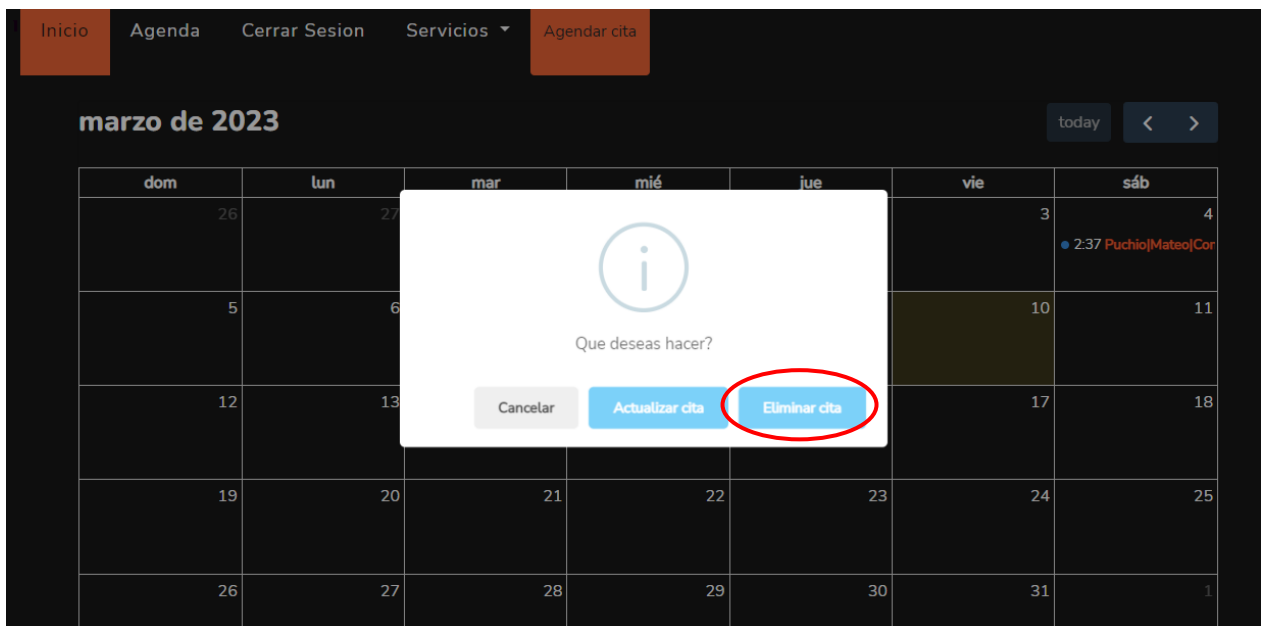 Inicio Agenda Cerrar Sesion Servicios Agendar cita
marzo de 2023 today
dom lun mar mié jue vie sáb
26 27 3 4
2:37 Puchio|Mateo|Cor
5 6 10 11
Que deseas hacer?
12 13 17 18
Cancelar Actualizar cita Eliminar cita
19 20 21 22 23 24 25
26 27 28 29 30 31 1